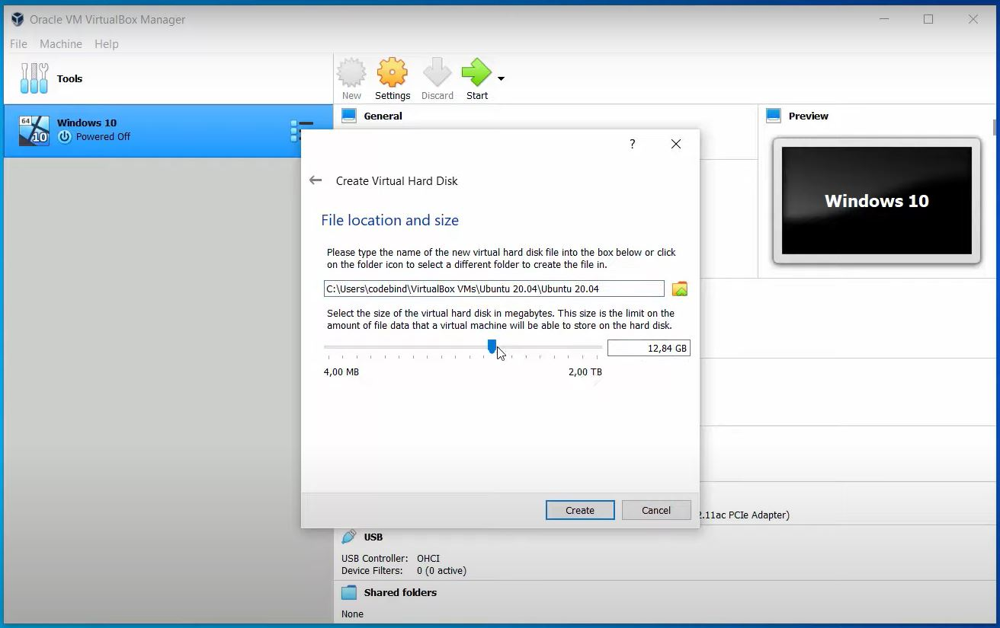 Oracle VM VirtualBox Manager
File Machine Help
Tools
New Settings Discard Start
64
10
Windows 10
Powered Off
General
Preview
Windows 10
?
Create Virtual Hard Disk
File location and size
Please type the name of the new virtual hard disk file into the box below or click
on the folder icon to select a different folder to create the file in.
C:\Users\codebind\VirtualBox VMs\Ubuntu 20.04\Ubuntu 20.04
Select the size of the virtual hard disk in megabytes. This size is the limit on the
amount of file data that a virtual machine will be able to store on the hard disk.
12,84 GB
4,00 MB 2,00 TB
Create Cancel
2.11ac PCIe Adapter)
USB
USB Controller: OHCI
Device Filters: 0 (0 active)
Shared folders
None